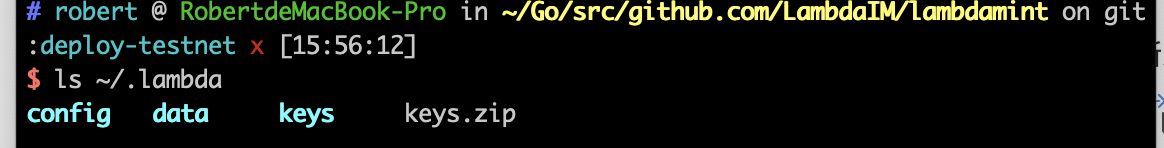 # robert @ RobertdeMacBook-Pro in ~/Go/src/github.com/LambdaIM/lambdamint on git
:deploy-testnet x [15:56:12]
$ ls ~/.lambda
config data keys keys.zip